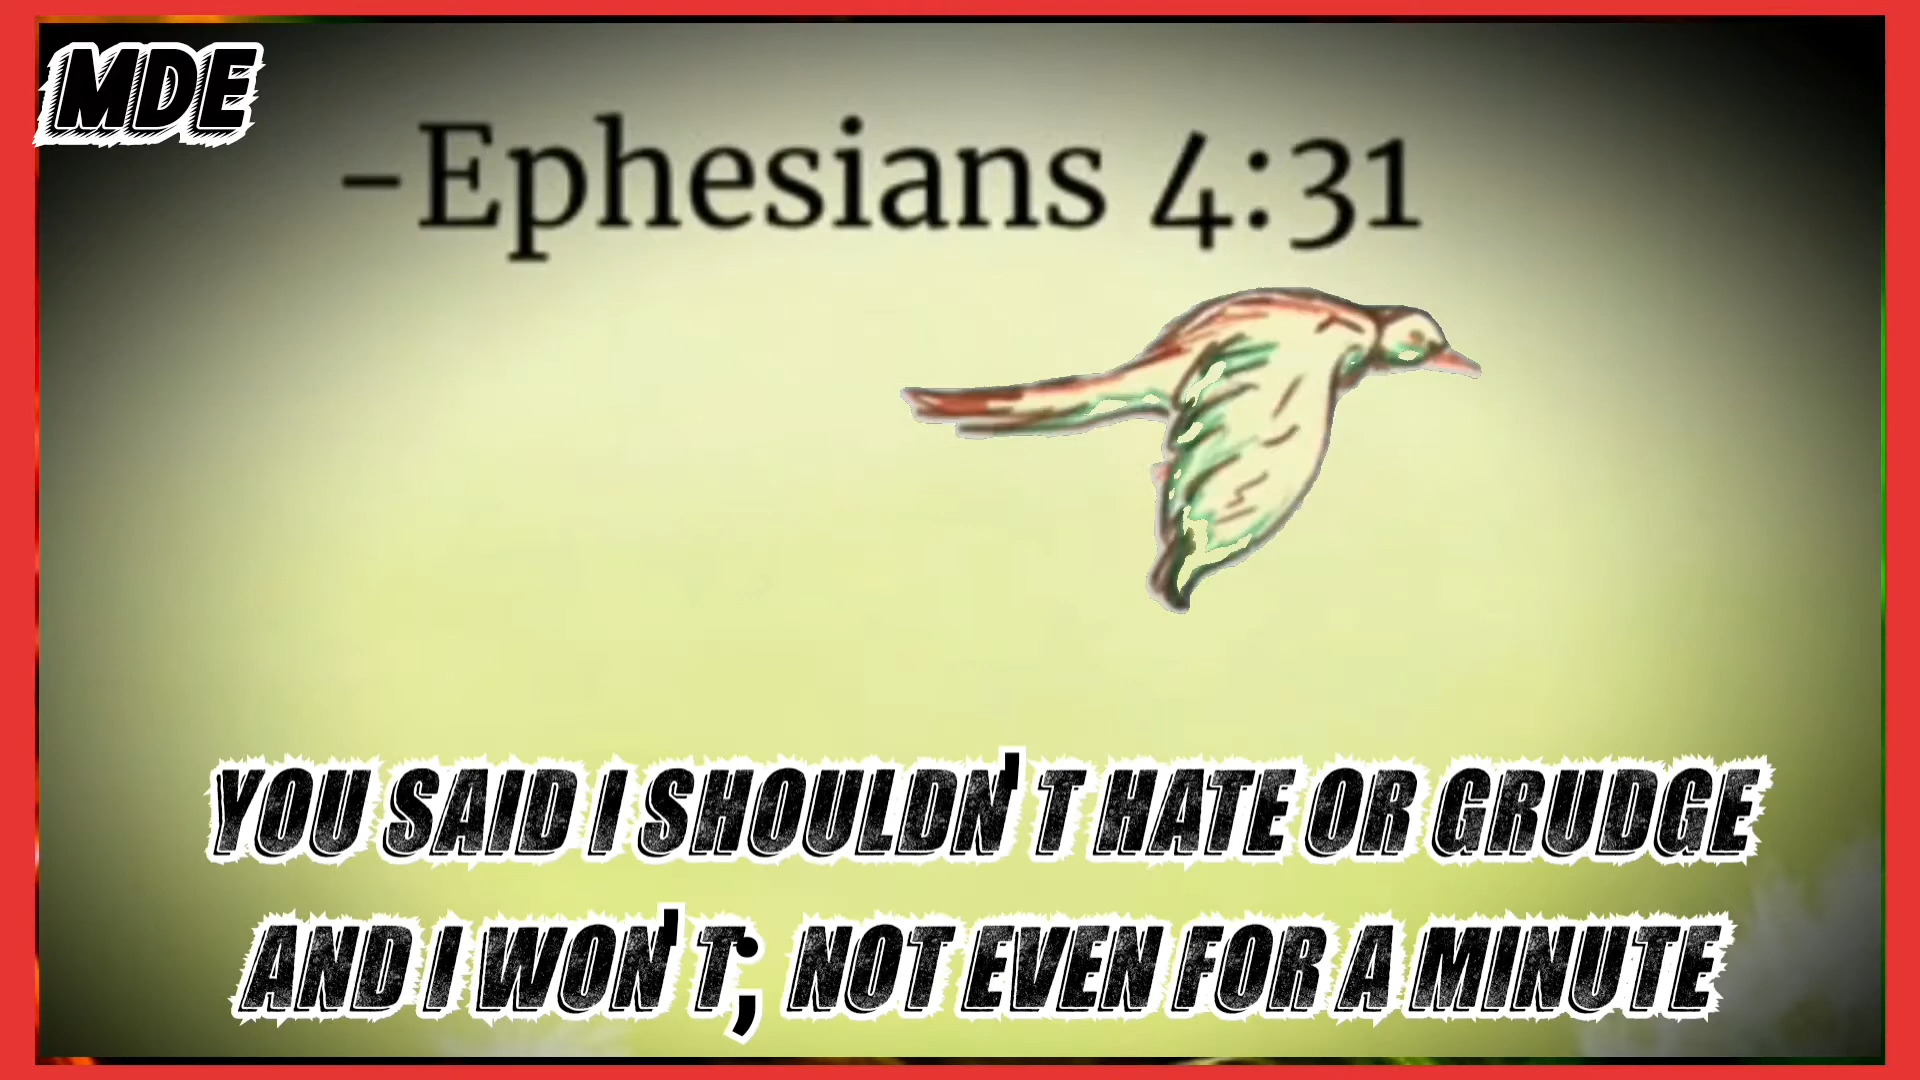 MDE
-Ephesians 4:31
YOU SAID I SHOULDN'T HATE OR GRUDGE
AND I WON'T; NOT EVEN FOR A MINUTE